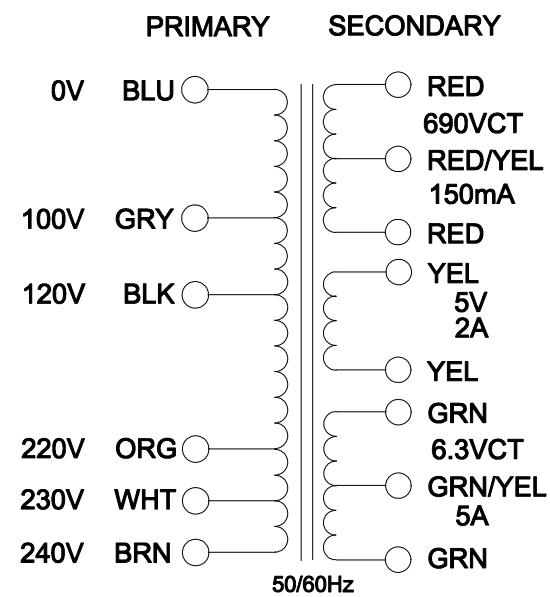 PRIMARY
SECONDARY
0V BLU
100V GRY
120V BLK
220V ORG
230V WHT
240V BRN
RED
690VCT
RED/YEL
150mA
RED
YEL
5V
2A
YEL
GRN
6.3VCT
GRN/YEL
5A
GRN
50/60Hz